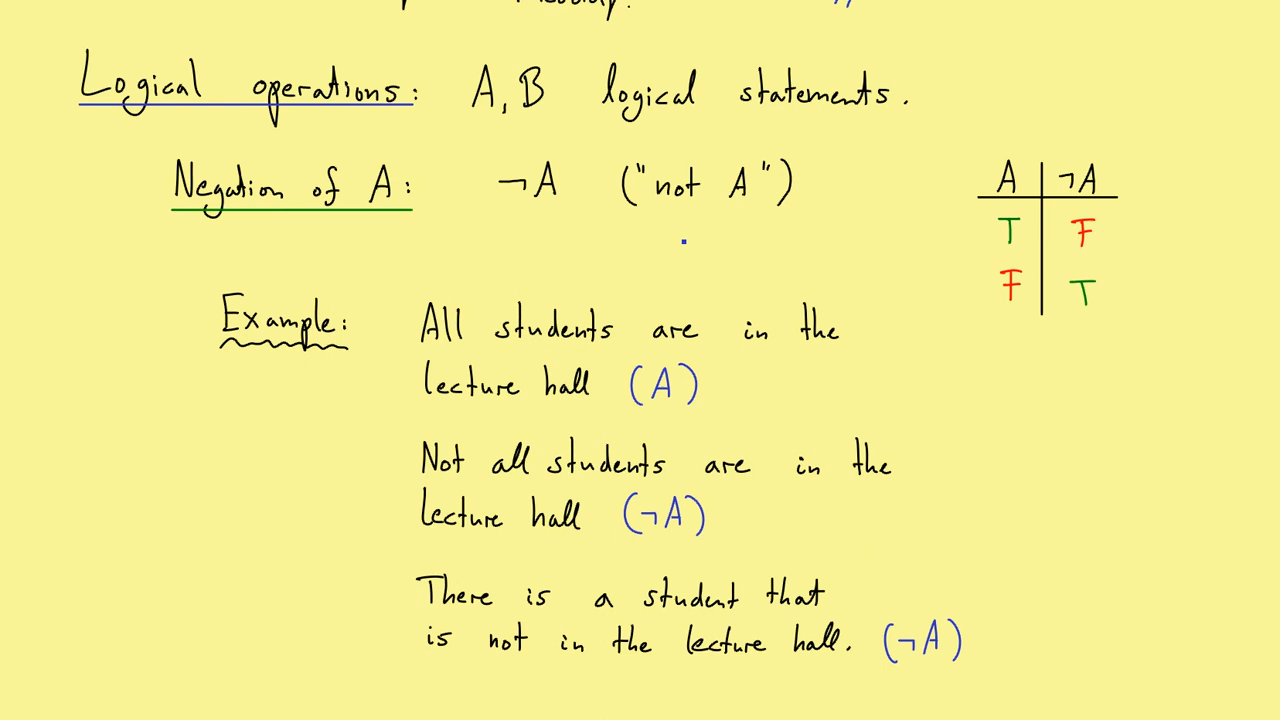 Logical operations: A, B logical statements.
Negation of A: ¬A ("not A")
A ¬A
T F
F T
Example: All students are in the
lecture hall (A)
Not all students are in the
lecture hall (¬A)
There is a student that
is not in the lecture hall. (¬A)